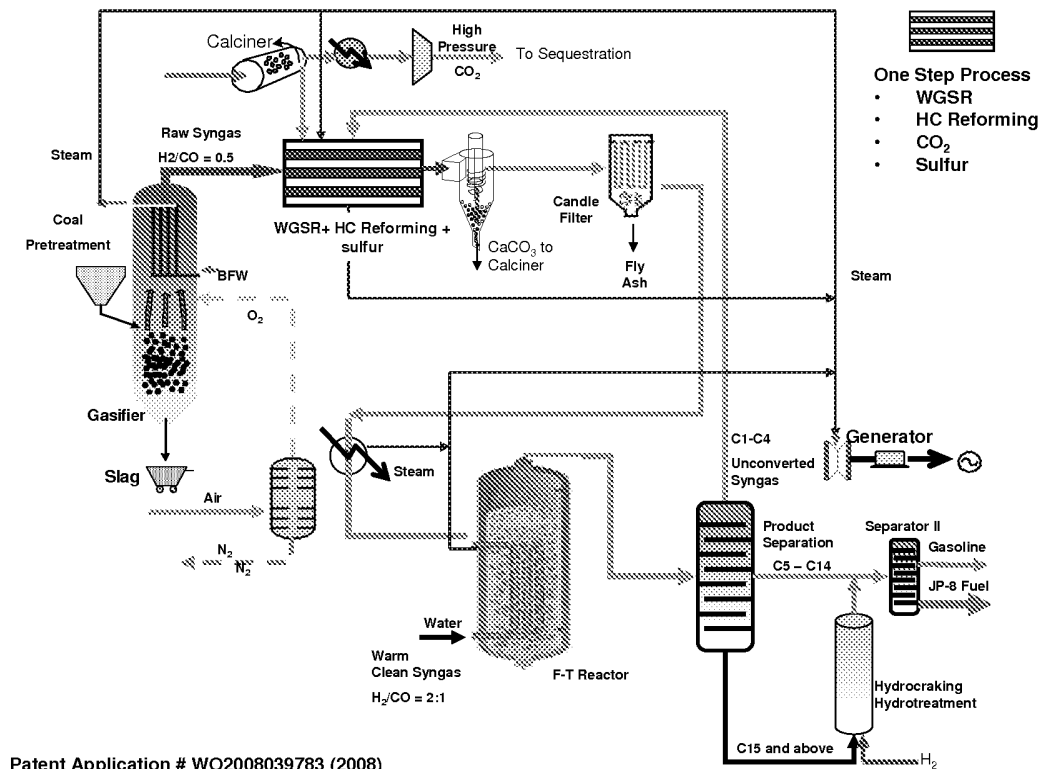 Calciner
High
Pressure
CO₂
To Sequestration
One Step Process
• WGSR
• HC Reforming
• CO₂
• Sulfur
Raw Syngas
H2/CO = 0.5
Steam
WGSR+ HC Reforming +
sulfur
CaCO₃ to
Calciner
Candle
Filter
Fly
Ash
Coal
Pretreatment
BFW
O₂
Steam
Gasifier
Slag
Air
N₂
N₂
Steam
C1-C4
Unconverted
Syngas
Generator
Product
Separation
C5 – C14
Separator II
Gasoline
JP-8 Fuel
Water
Warm
Clean Syngas
H₂/CO = 2:1
F-T Reactor
Hydrocraking
Hydrotreatment
C15 and above
H₂
Patent Application # WO2008039783 (2008)